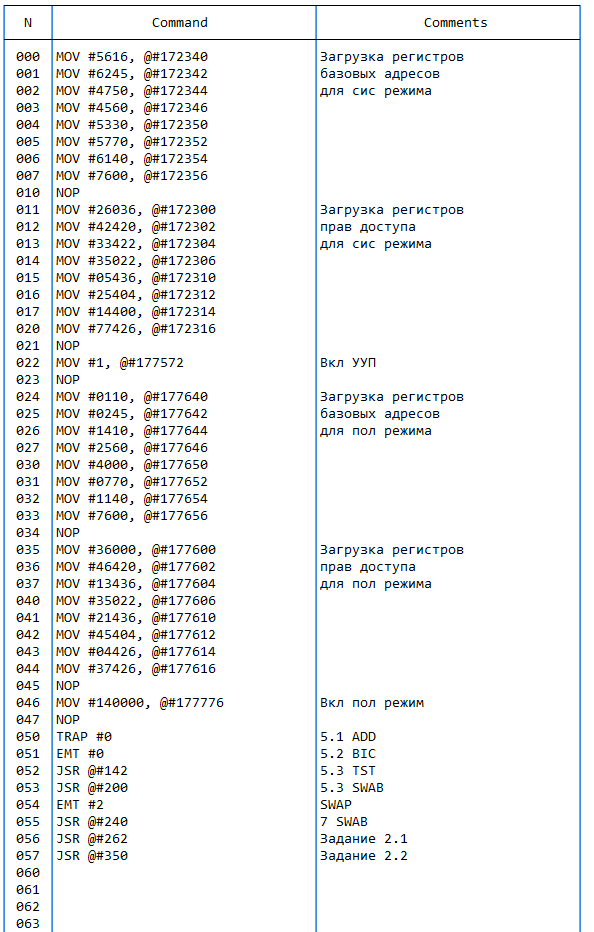 N Command Comments
000 MOV #5616, @#172340 Загрузка регистров
001 MOV #6245, @#172342 базовых адресов
002 MOV #4750, @#172344 для сис режима
003 MOV #4560, @#172346
004 MOV #5330, @#172350
005 MOV #5770, @#172352
006 MOV #6140, @#172354
007 MOV #7600, @#172356
010 NOP
011 MOV #26036, @#172300 Загрузка регистров
012 MOV #42420, @#172302 прав доступа
013 MOV #33422, @#172304 для сис режима
014 MOV #35022, @#172306
015 MOV #05436, @#172310
016 MOV #25404, @#172312
017 MOV #14400, @#172314
020 MOV #77426, @#172316
021 NOP
022 MOV #1, @#177572 Вкл УУП
023 NOP
024 MOV #0110, @#177640 Загрузка регистров
025 MOV #0245, @#177642 базовых адресов
026 MOV #1410, @#177644 для пол режима
027 MOV #2560, @#177646
030 MOV #4000, @#177650
031 MOV #0770, @#177652
032 MOV #1140, @#177654
033 MOV #7600, @#177656
034 NOP
035 MOV #36000, @#177600 Загрузка регистров
036 MOV #46420, @#177602 прав доступа
037 MOV #13436, @#177604 для пол режима
040 MOV #35022, @#177606
041 MOV #21436, @#177610
042 MOV #45404, @#177612
043 MOV #04426, @#177614
044 MOV #37426, @#177616
045 NOP
046 MOV #140000, @#177776 Вкл пол режим
047 NOP
050 TRAP #0 5.1 ADD
051 EMT #0 5.2 BIC
052 JSR @#142 5.3 TST
053 JSR @#200 5.3 SWAB
054 EMT #2 SWAP
055 JSR @#240 7 SWAB
056 JSR @#262 Задание 2.1
057 JSR @#350 Задание 2.2
060
061
062
063